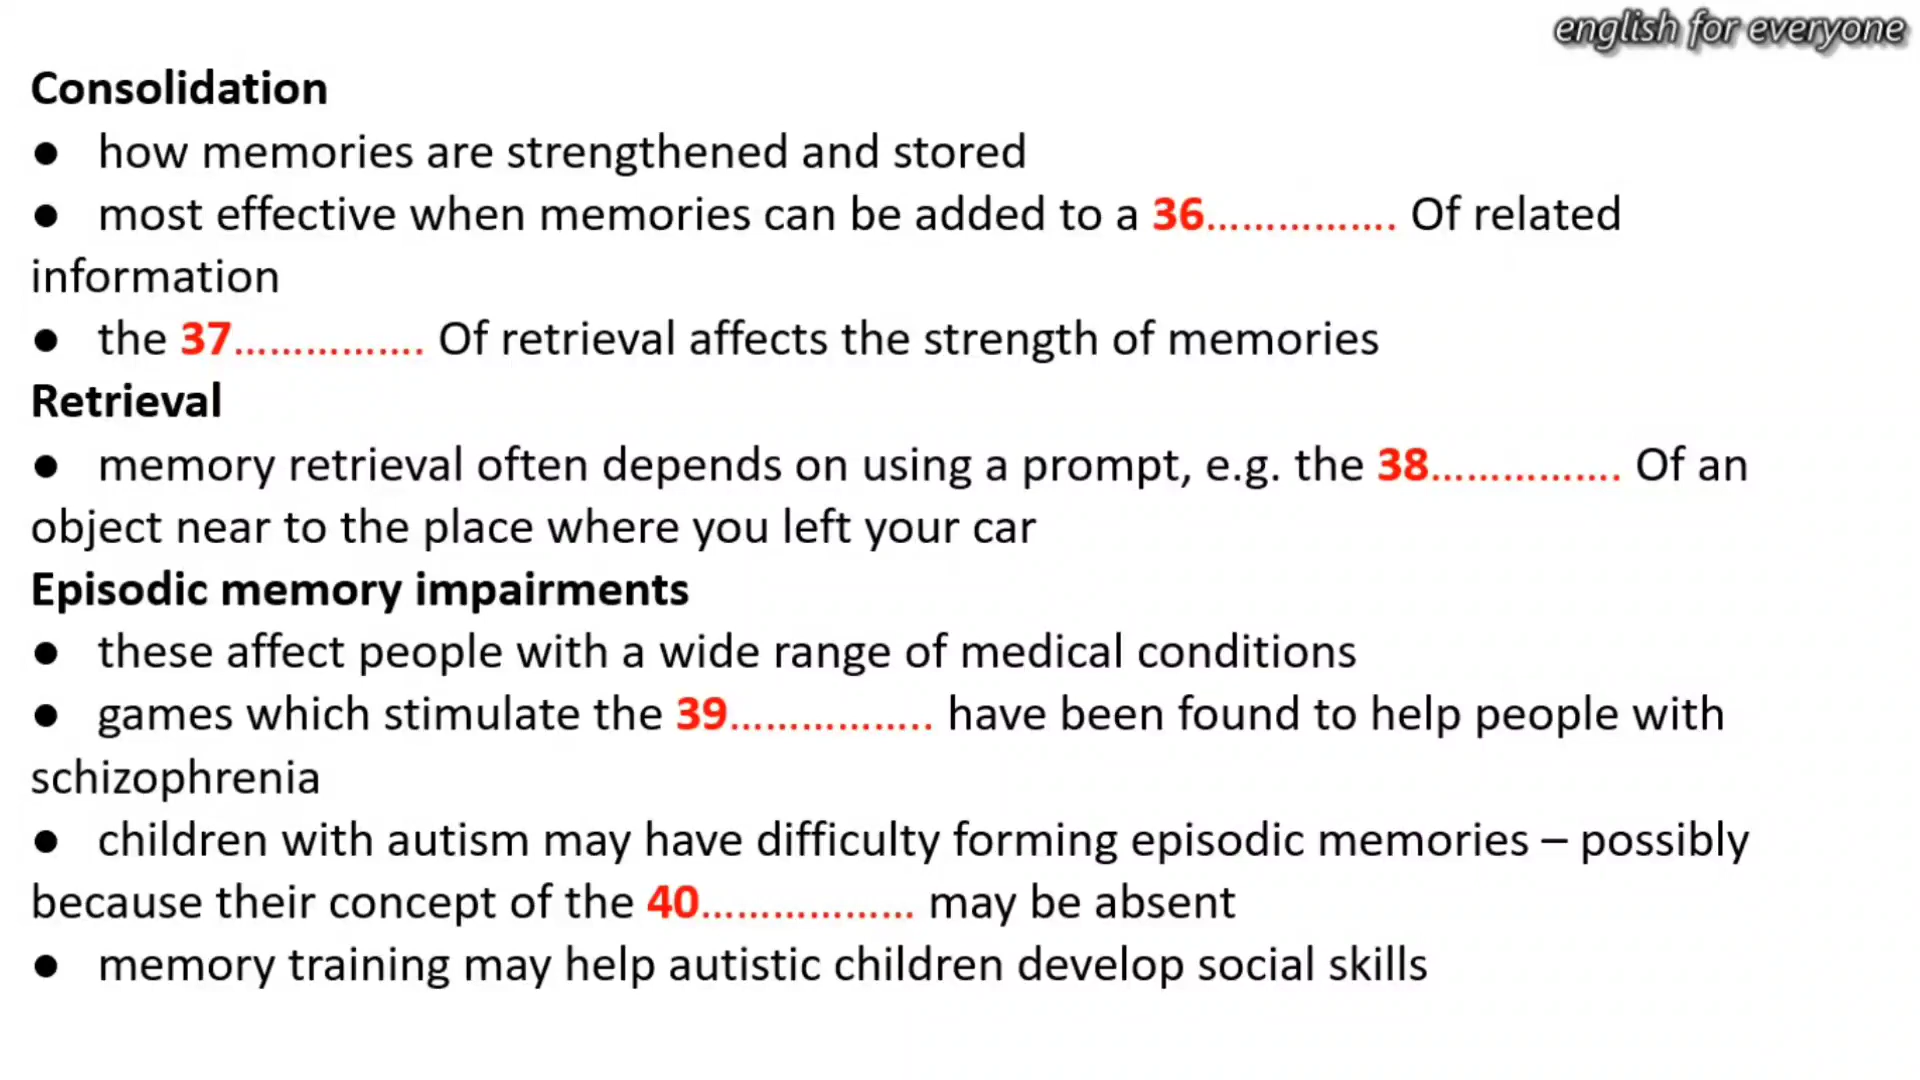 english for everyone
Consolidation
● how memories are strengthened and stored
● most effective when memories can be added to a 36................ Of related
information
● the 37................ Of retrieval affects the strength of memories
Retrieval
● memory retrieval often depends on using a prompt, e.g. the 38................ Of an
object near to the place where you left your car
Episodic memory impairments
● these affect people with a wide range of medical conditions
● games which stimulate the 39................. have been found to help people with
schizophrenia
● children with autism may have difficulty forming episodic memories – possibly
because their concept of the 40.................. may be absent
● memory training may help autistic children develop social skills